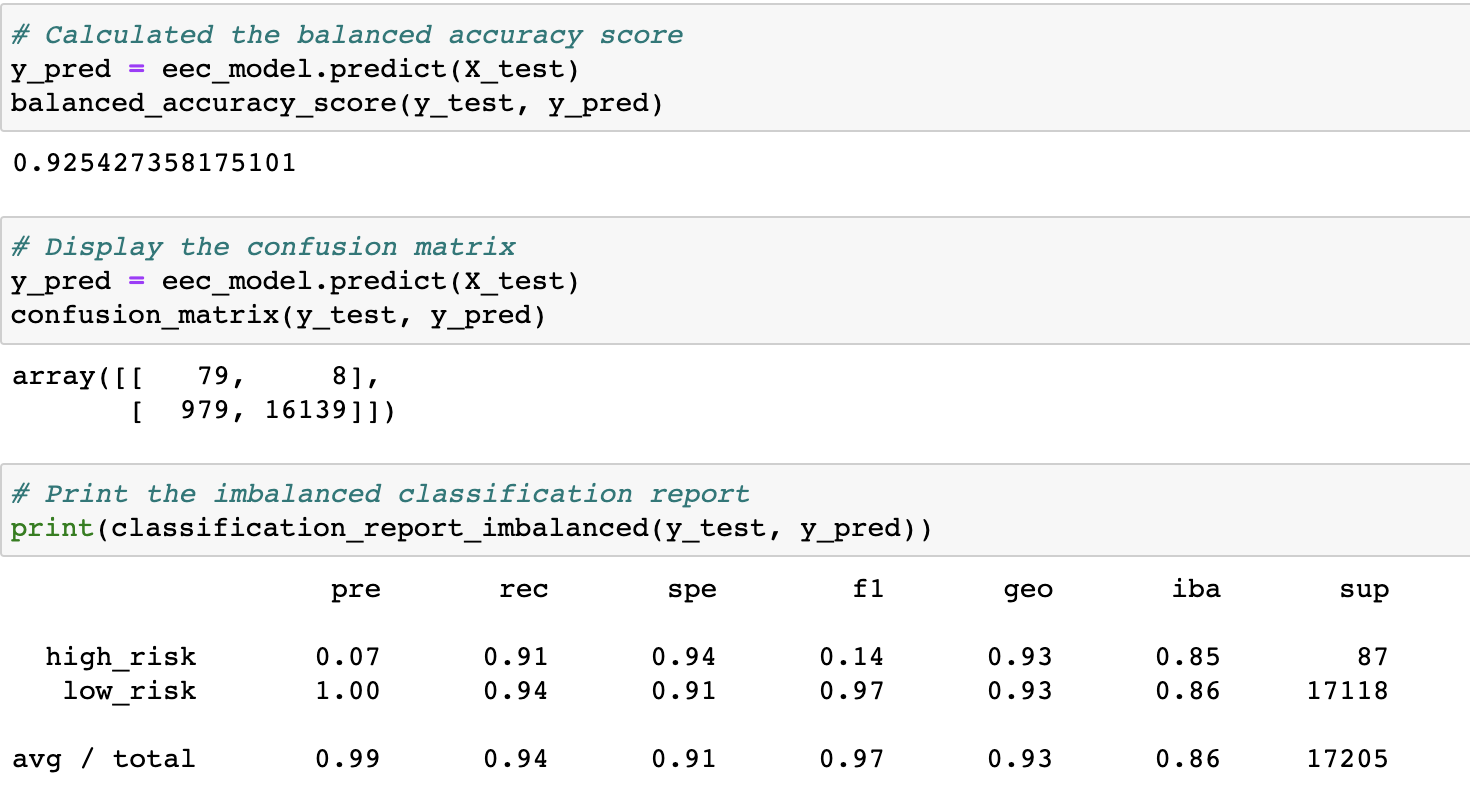 # Calculated the balanced accuracy score
y_pred = eec_model.predict(X_test)
balanced_accuracy_score(y_test, y_pred)
0.925427358175101
# Display the confusion matrix
y_pred = eec_model.predict(X_test)
confusion_matrix(y_test, y_pred)
array([[   79,     8],
       [  979, 16139]])
# Print the imbalanced classification report
print(classification_report_imbalanced(y_test, y_pred))
                   pre       rec       spe        f1       geo       iba       sup
  high_risk       0.07      0.91      0.94      0.14      0.93      0.85        87
   low_risk       1.00      0.94      0.91      0.97      0.93      0.86     17118
avg / total       0.99      0.94      0.91      0.97      0.93      0.86     17205